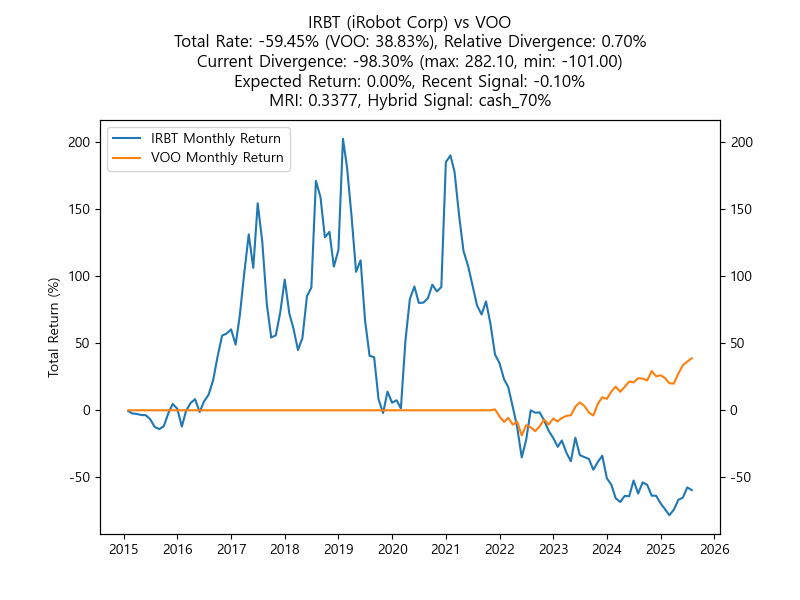 IRBT (iRobot Corp) vs VOO
Total Rate: -59.45% (VOO: 38.83%), Relative Divergence: 0.70%
Current Divergence: -98.30% (max: 282.10, min: -101.00)
Expected Return: 0.00%, Recent Signal: -0.10%
MRI: 0.3377, Hybrid Signal: cash_70%
IRBT Monthly Return
VOO Monthly Return
Total Return (%)
200
150
100
50
0
-50
200
150
100
50
0
-50
2015 2016 2017 2018 2019 2020 2021 2022 2023 2024 2025 2026